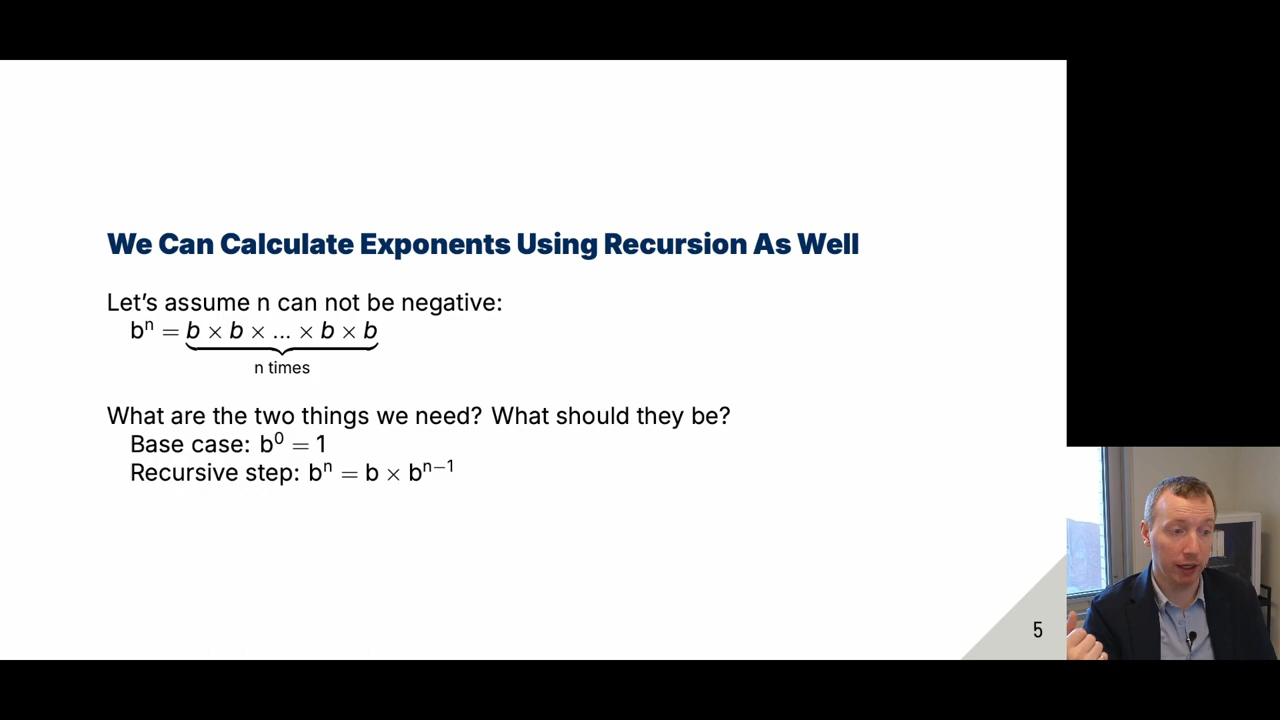 We Can Calculate Exponents Using Recursion As Well
Let's assume n can not be negative:
bⁿ = b × b × ... × b × b
n times
What are the two things we need? What should they be?
Base case: b⁰ = 1
Recursive step: bⁿ = b × bⁿ⁻¹
5